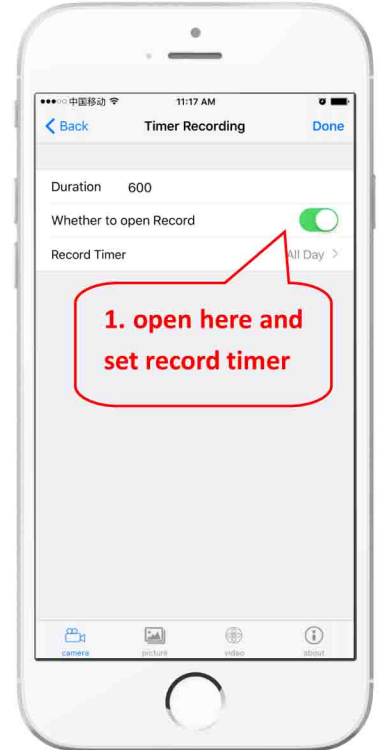 中国移动
11:17 AM
Back
Timer Recording
Done
Duration 600
Whether to open Record
Record Timer
All Day
1. open here and
set record timer
camera
picture
video
about